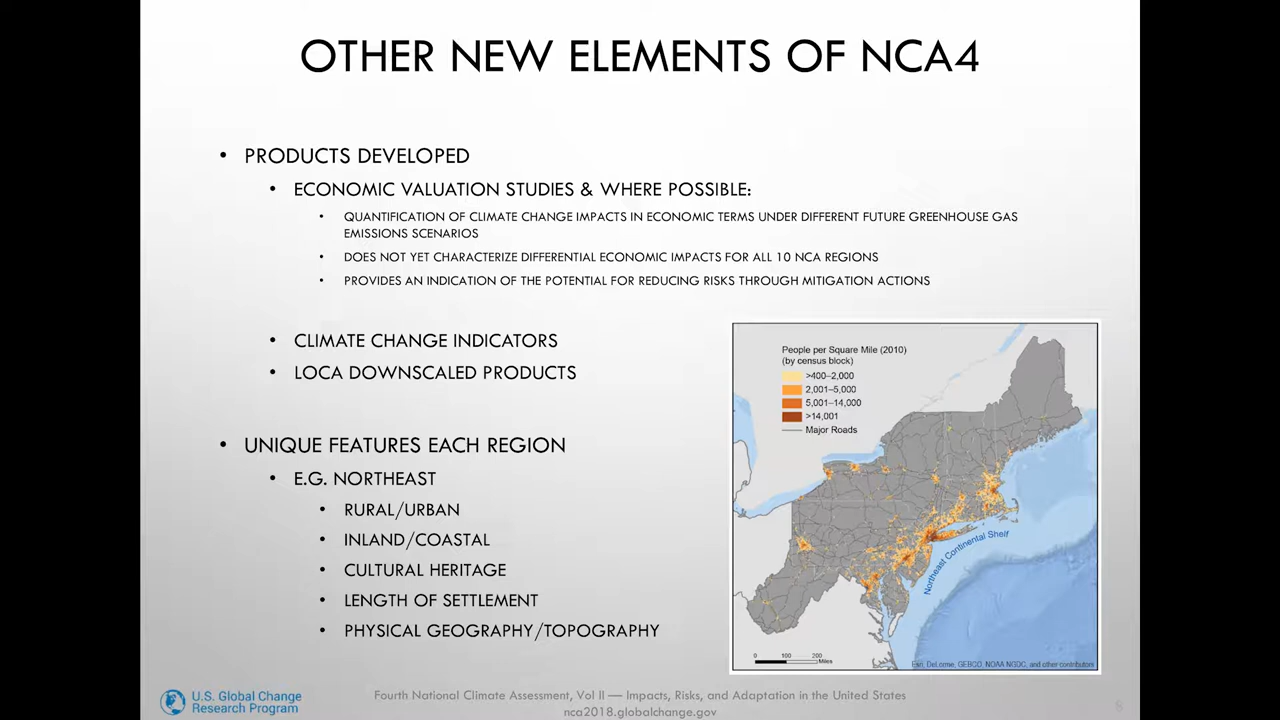 OTHER NEW ELEMENTS OF NCA4
• PRODUCTS DEVELOPED
• ECONOMIC VALUATION STUDIES & WHERE POSSIBLE:
• QUANTIFICATION OF CLIMATE CHANGE IMPACTS IN ECONOMIC TERMS UNDER DIFFERENT FUTURE GREENHOUSE GAS
EMISSIONS SCENARIOS
• DOES NOT YET CHARACTERIZE DIFFERENTIAL ECONOMIC IMPACTS FOR ALL 10 NCA REGIONS
• PROVIDES AN INDICATION OF THE POTENTIAL FOR REDUCING RISKS THROUGH MITIGATION ACTIONS
• CLIMATE CHANGE INDICATORS
• LOCA DOWNSCALED PRODUCTS
• UNIQUE FEATURES EACH REGION
• E.G. NORTHEAST
• RURAL/URBAN
• INLAND/COASTAL
• CULTURAL HERITAGE
• LENGTH OF SETTLEMENT
• PHYSICAL GEOGRAPHY/TOPOGRAPHY
People per Square Mile (2010)
(by census block)
>400–2,000
2,001–5,000
5,001–14,000
>14,001
Major Roads
Northeast Continental Shelf
0 100 200
Miles
Esri, DeLorme, GEBCO, NOAA NGDC, and other contributors
U.S. Global Change
Research Program
Fourth National Climate Assessment, Vol II — Impacts, Risks, and Adaptation in the United States
nca2018.globalchange.gov
8